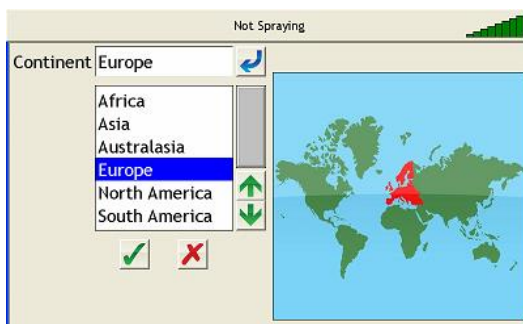 Not Spraying
Continent Europe
Africa
Asia
Australasia
Europe
North America
South America